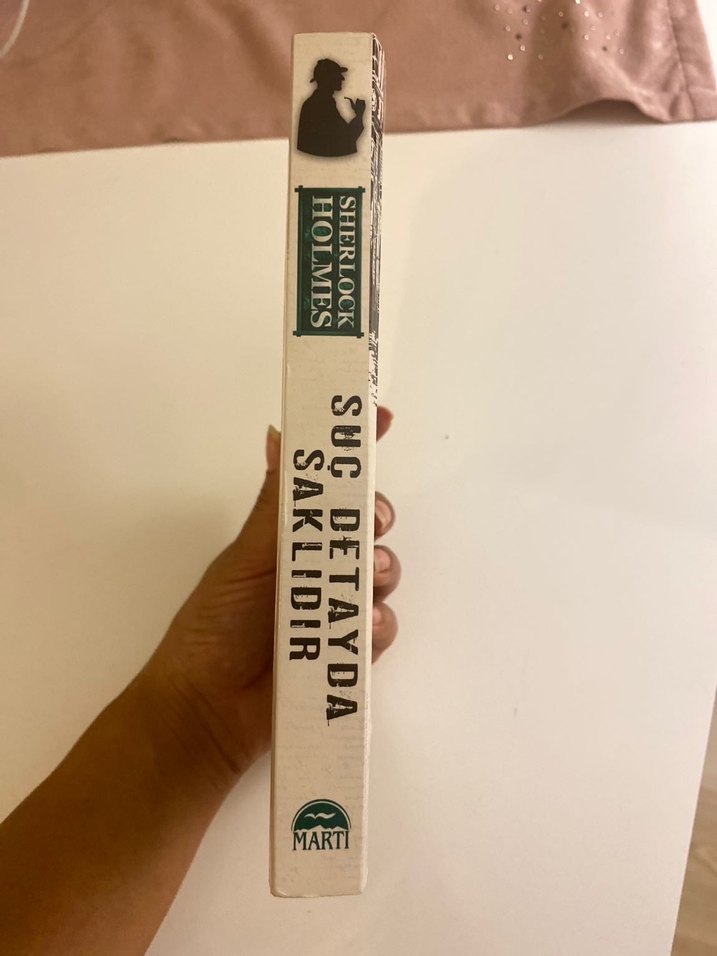 SHERLOCK
HOLMES
SUÇ DETAYDA
SAKLIDIR
MARTI